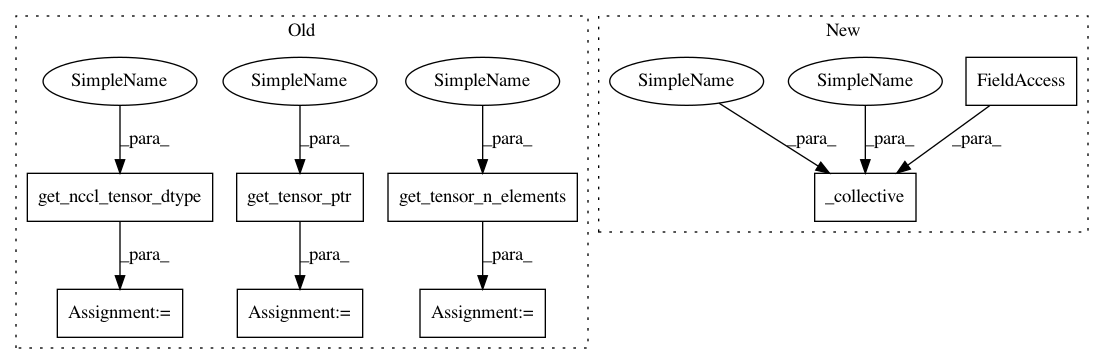 Old
New
SimpleName
SimpleName
SimpleName
SimpleName
SimpleName
FieldAccess
_para_
_para_
_para_
_para_
_para_
_para_
get_nccl_tensor_dtype
get_tensor_ptr
get_tensor_n_elements
_collective
_para_
_para_
_para_
Assignment:=
Assignment:=
Assignment:=